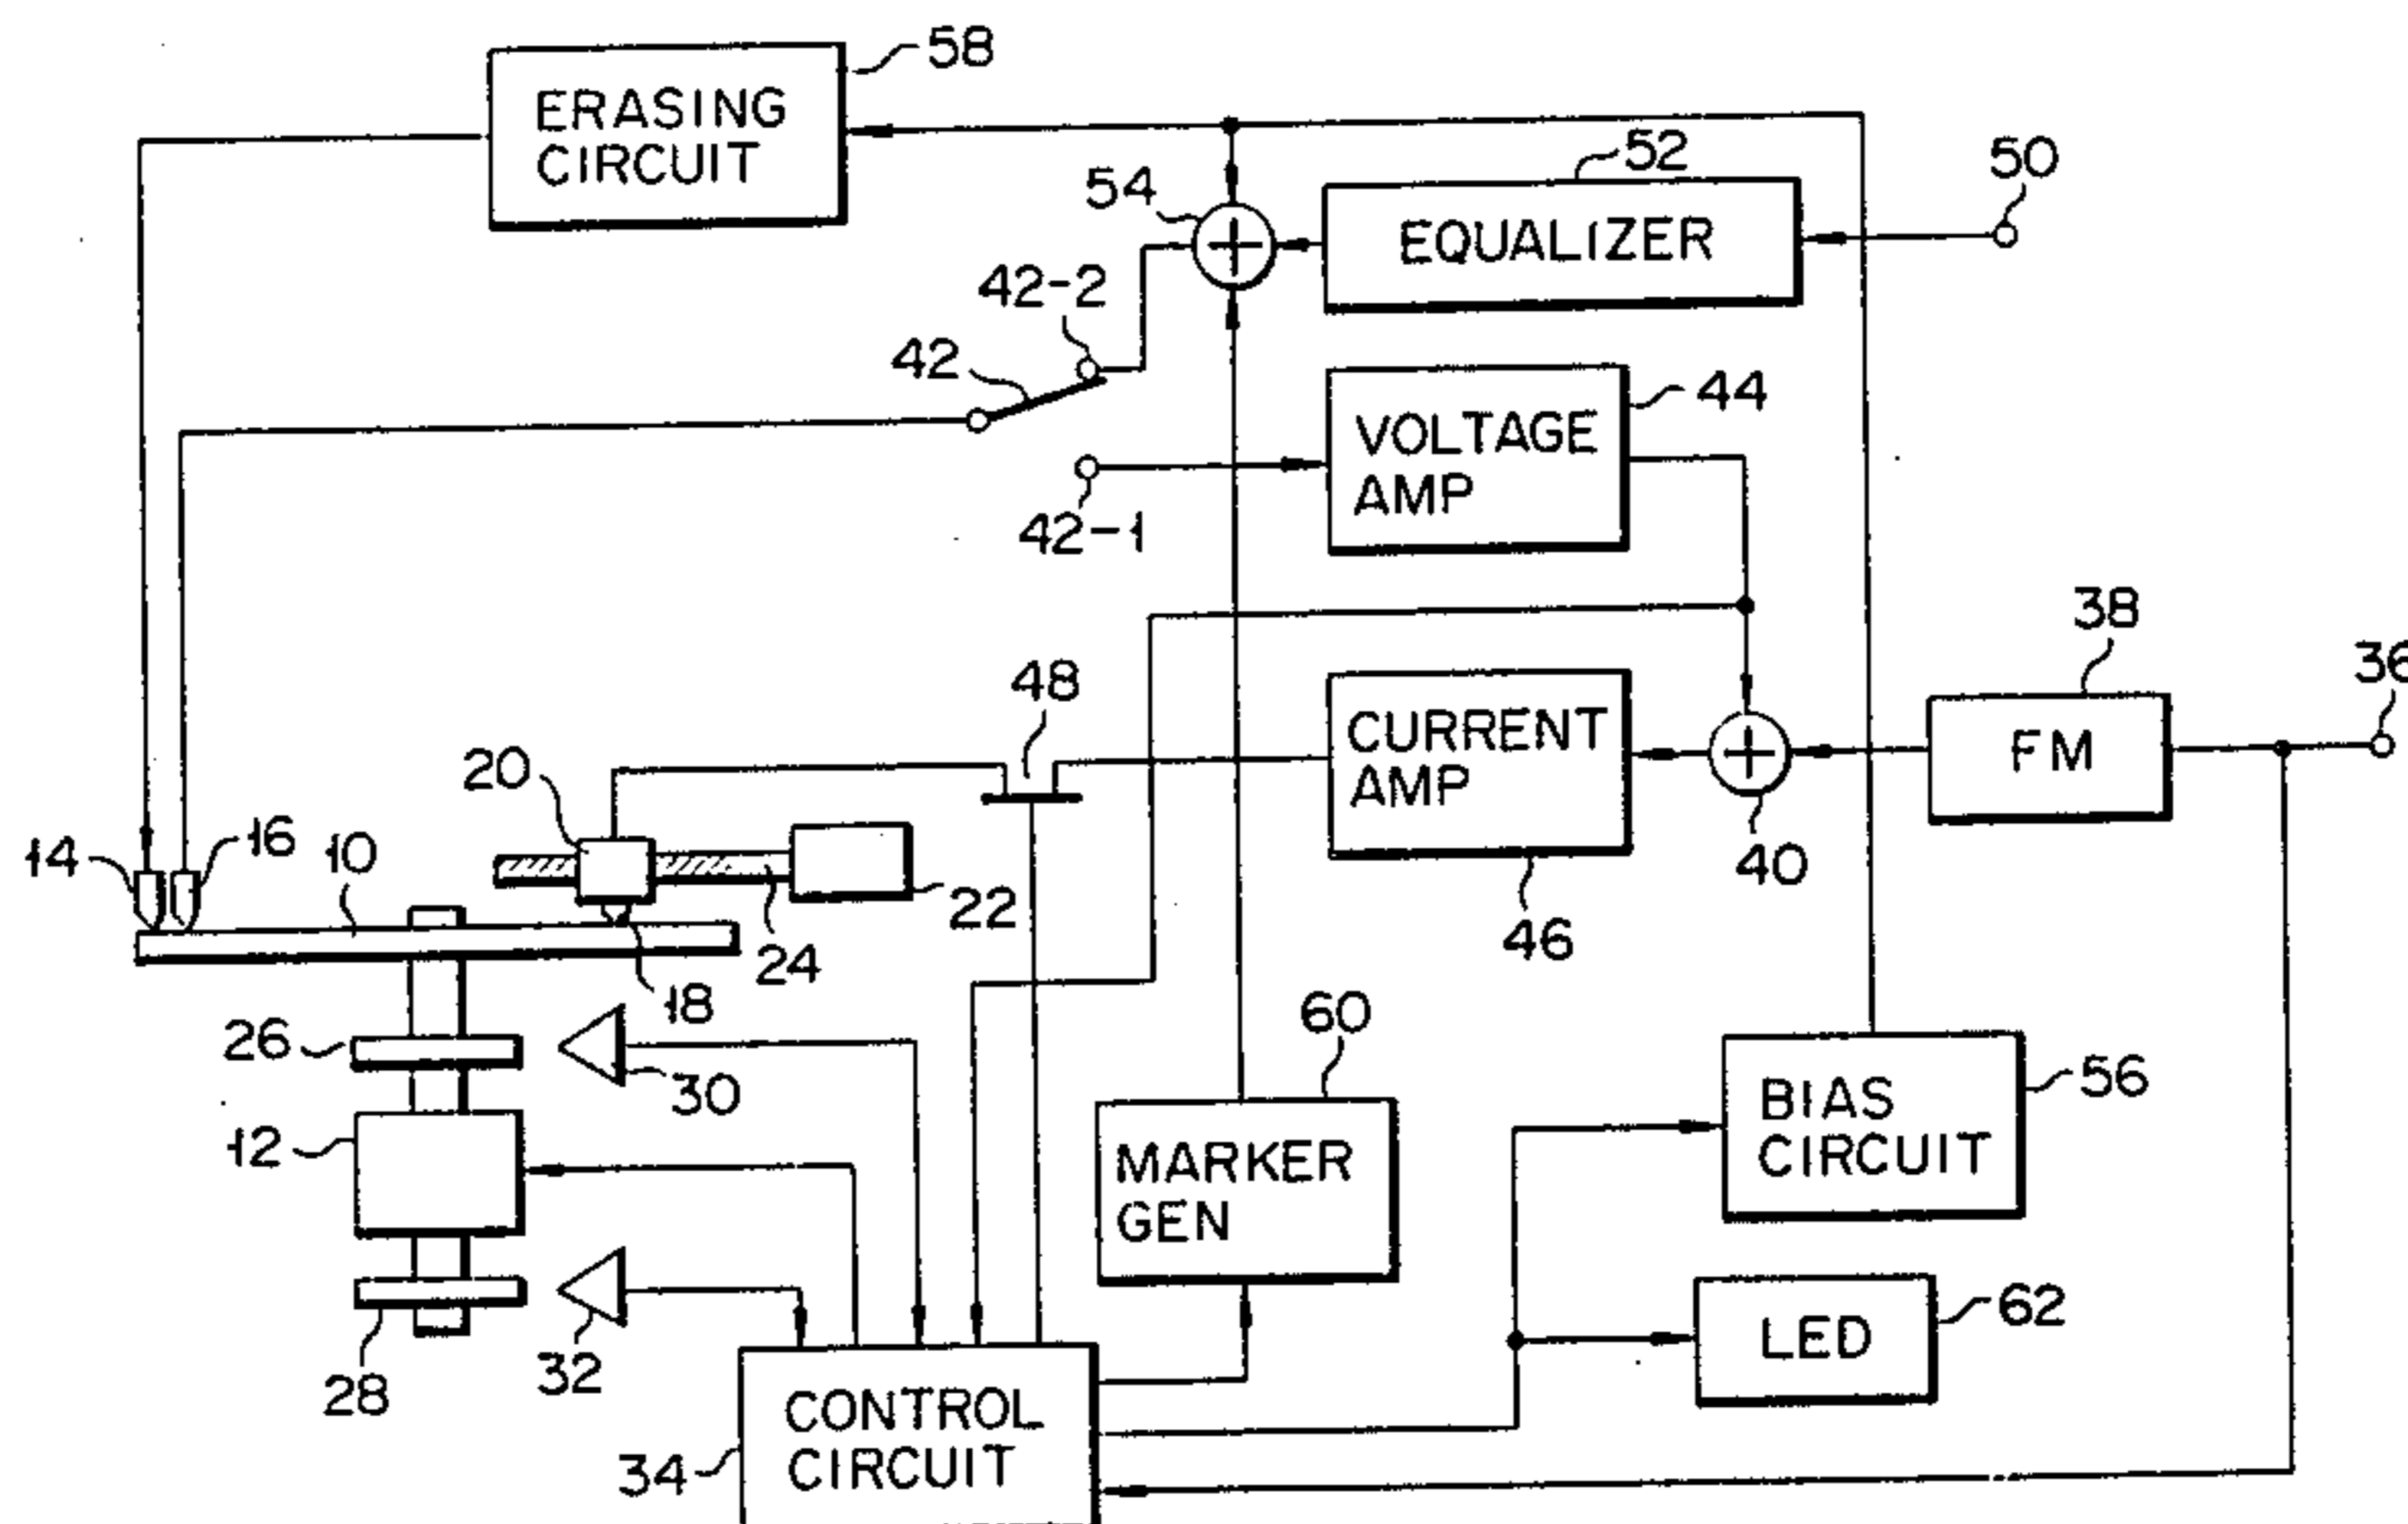 58
ERASING
CIRCUIT
52
50
54
EQUALIZER
42-2
42
44
VOLTAGE
AMP
42-1
38
36
48
CURRENT
AMP
FM
20
40
14
16
10
22
46
24
18
26
30
60
56
BIAS
CIRCUIT
12
MARKER
GEN
62
LED
32
28
CONTROL
CIRCUIT
34